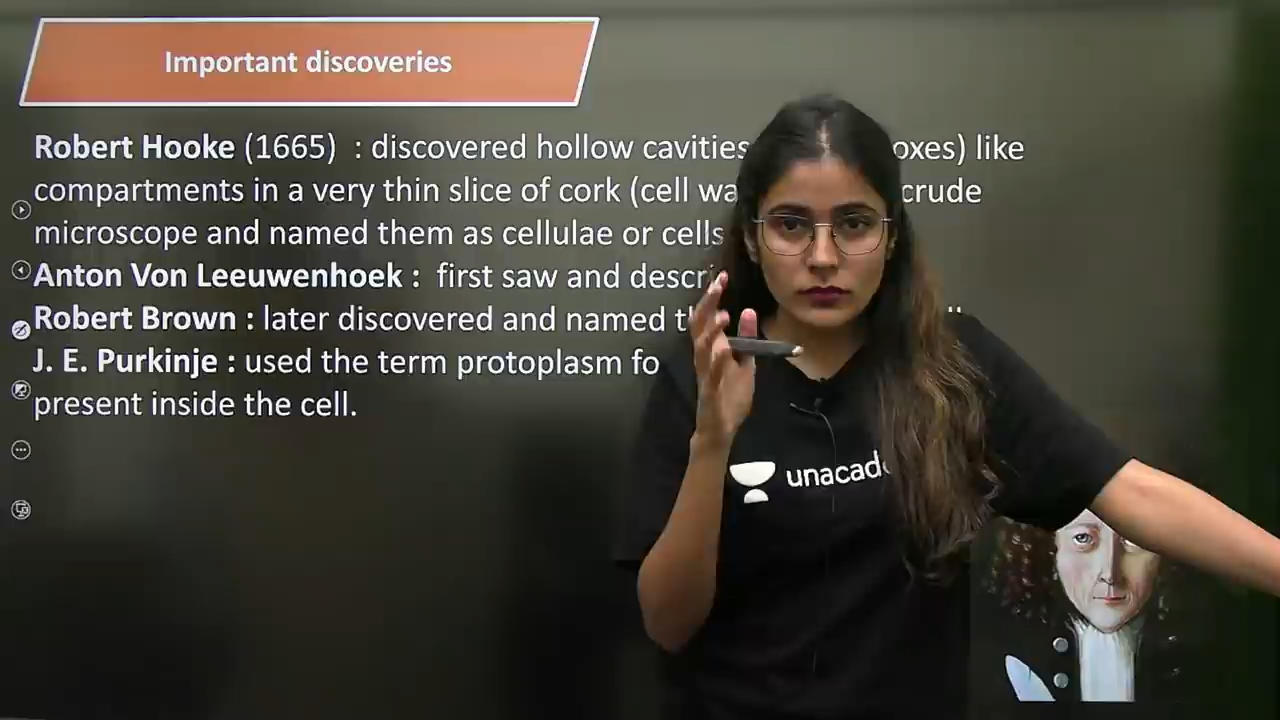 Important discoveries
Robert Hooke (1665) : discovered hollow cavities oxes) like
compartments in a very thin slice of cork (cell wa crude
microscope and named them as cellulae or cells
Anton Von Leeuwenhoek : first saw and descri
Robert Brown : later discovered and named
J. E. Purkinje : used the term protoplasm fo
present inside the cell.
unacade